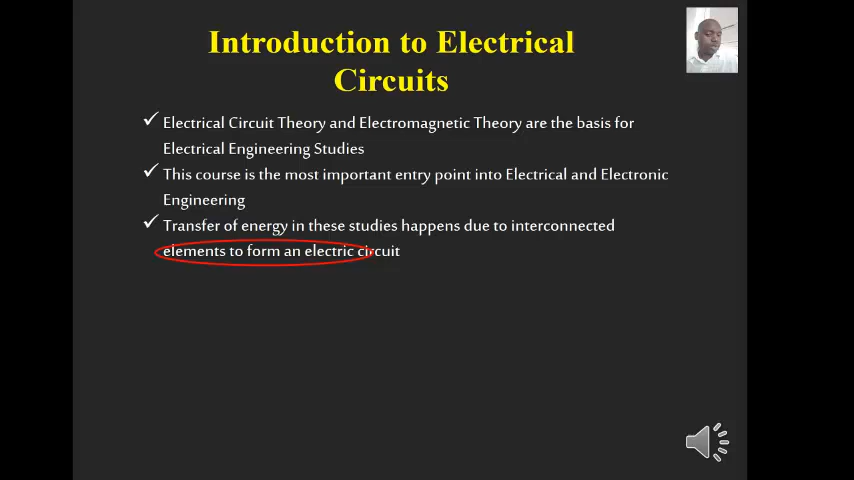 Introduction to Electrical
Circuits
Electrical Circuit Theory and Electromagnetic Theory are the basis for
Electrical Engineering Studies
This course is the most important entry point into Electrical and Electronic
Engineering
Transfer of energy in these studies happens due to interconnected
elements to form an electric circuit